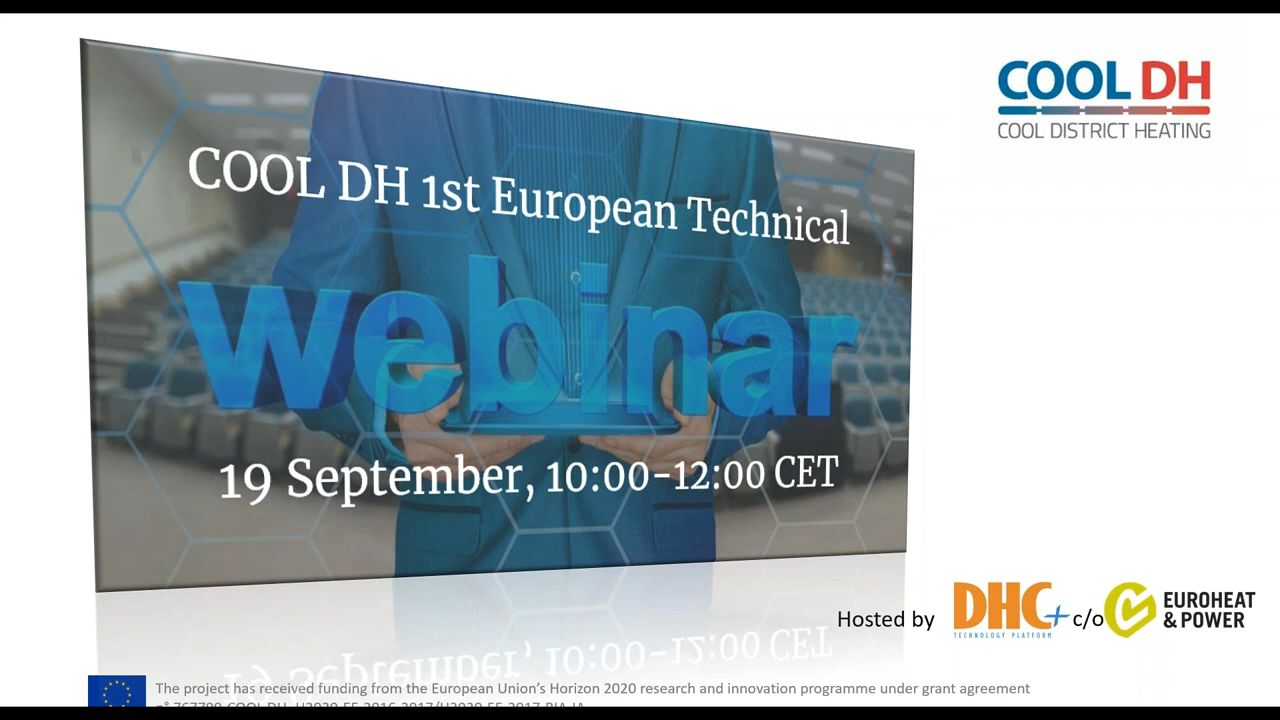 COOL DH
COOL DISTRICT HEATING
COOL DH 1st European Technical
webinar
19 September, 10:00-12:00 CET
Hosted by DHC+ TECHNOLOGY PLATFORM c/o EUROHEAT & POWER
The project has received funding from the European Union's Horizon 2020 research and innovation programme under grant agreement